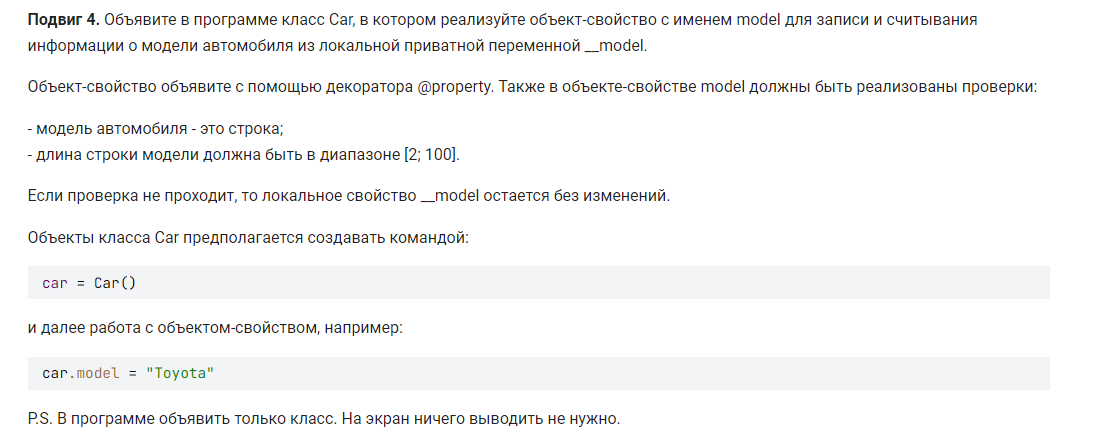 Подвиг 4. Объявите в программе класс Car, в котором реализуйте объект-свойство с именем model для записи и считывания
информации о модели автомобиля из локальной приватной переменной __model.
Объект-свойство объявите с помощью декоратора @property. Также в объекте-свойстве model должны быть реализованы проверки:
- модель автомобиля - это строка;
- длина строки модели должна быть в диапазоне [2; 100].
Если проверка не проходит, то локальное свойство __model остается без изменений.
Объекты класса Car предполагается создавать командой:
car = Car()
и далее работа с объектом-свойством, например:
car.model = "Toyota"
P.S. В программе объявить только класс. На экран ничего выводить не нужно.